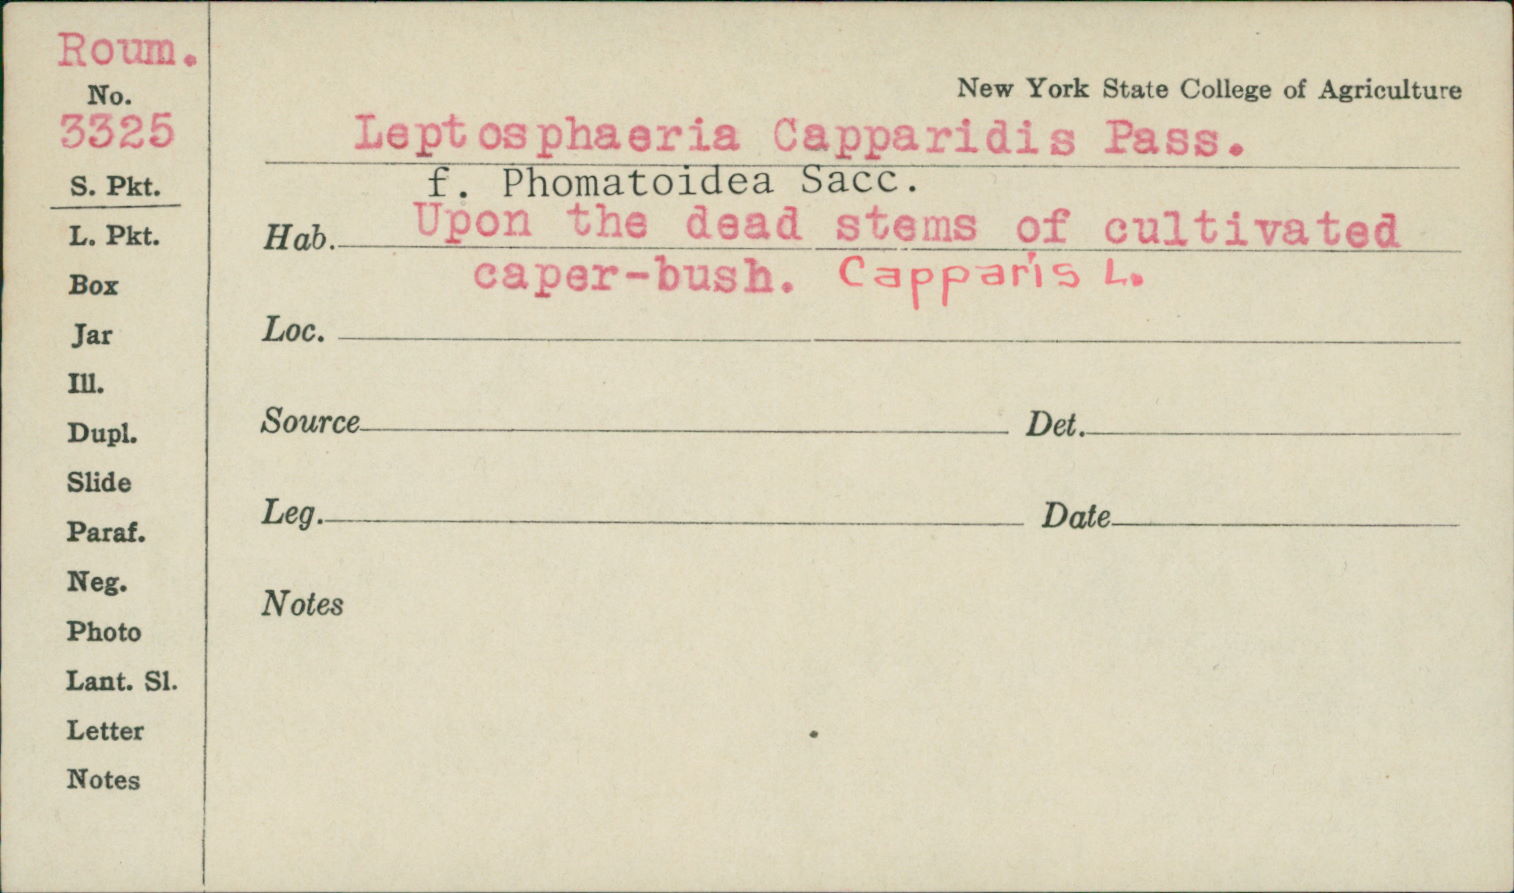 Roum.
No.
3325
S. Pkt.
L. Pkt.
Box
Jar
Ill.
Dupl.
Slide
Paraf.
Neg.
Photo
Lant. Sl.
Letter
Notes
New York State College of Agriculture
Leptosphaeria Capparidis Pass.
f. Phomatoidea Sacc.
Hab. Upon the dead stems of cultivated
caper-bush. Capparis L.
Loc.
Source Det.
Leg. Date
Notes